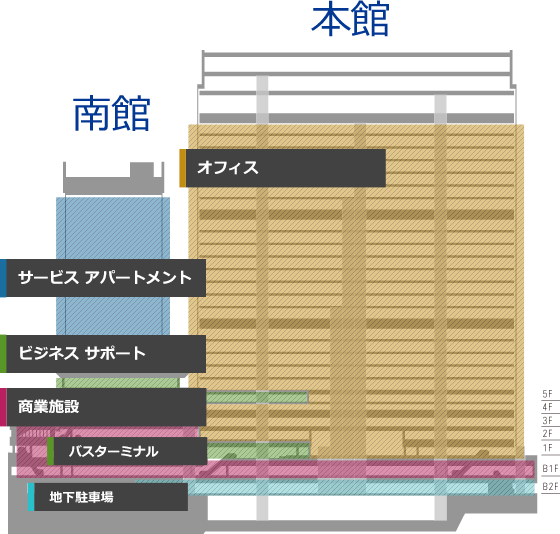 本館
南館
オフィス
サービス アパートメント
ビジネス サポート
商業施設
バスターミナル
地下駐車場
5F
4F
3F
2F
1F
B1F
B2F